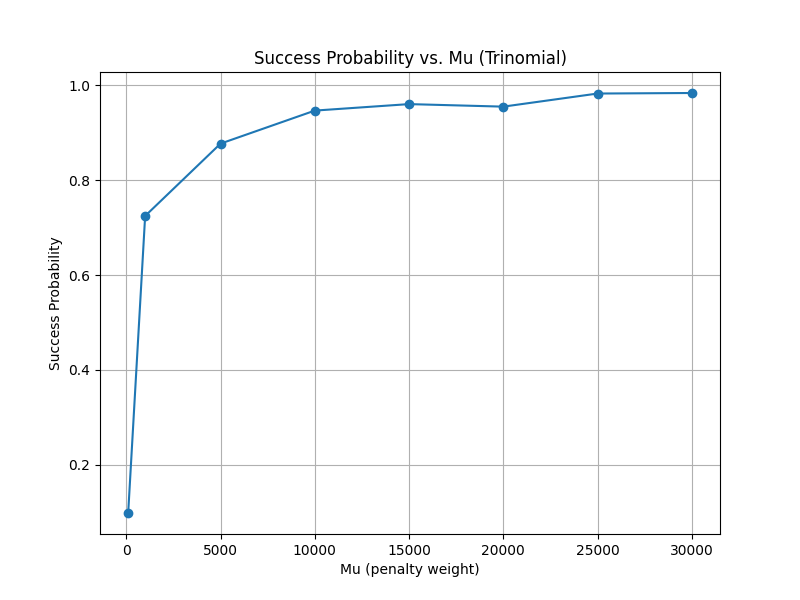 Success Probability vs. Mu (Trinomial)
Success Probability
1.0
0.8
0.6
0.4
0.2
0 5000 10000 15000 20000 25000 30000
Mu (penalty weight)